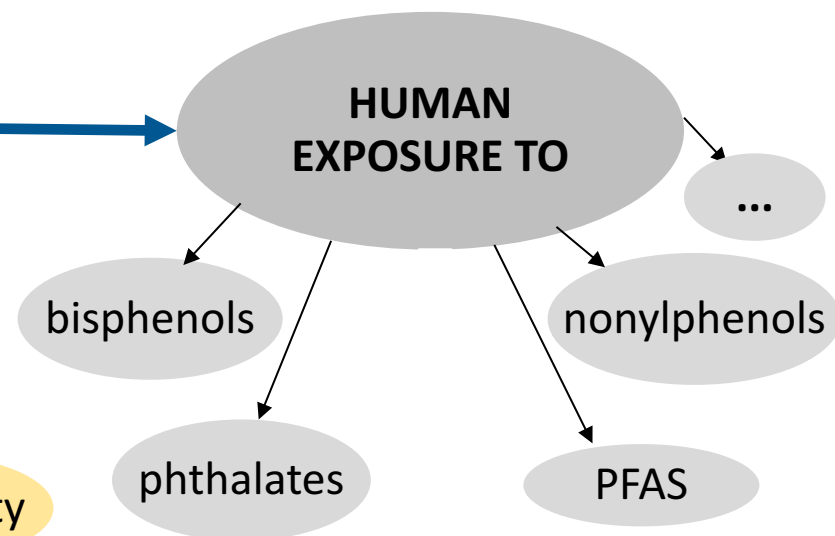 HUMAN
EXPOSURE TO
...
bisphenols
nonylphenols
phthalates
PFAS